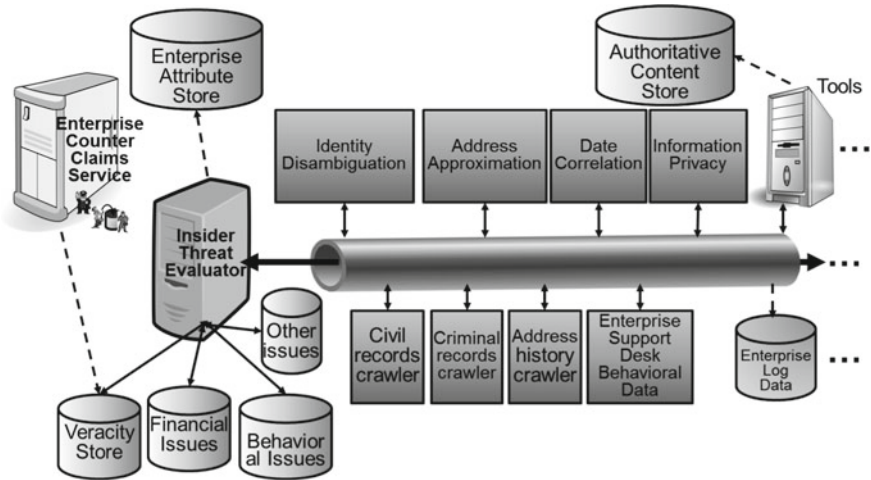 Enterprise
Attribute
Store
Authoritative
Content
Store
Tools
Enterprise
Counter
Claims
Service
Identity
Disambiguation
Address
Approximation
Date
Correlation
Information
Privacy
...
Insider
Threat
Evaluator
...
Other
issues
Civil
records
crawler
Criminal
records
crawler
Address
history
crawler
Enterprise
Support
Desk
Behavioral
Data
Enterprise
Log
Data
...
Veracity
Store
Financial
Issues
Behavior
al Issues